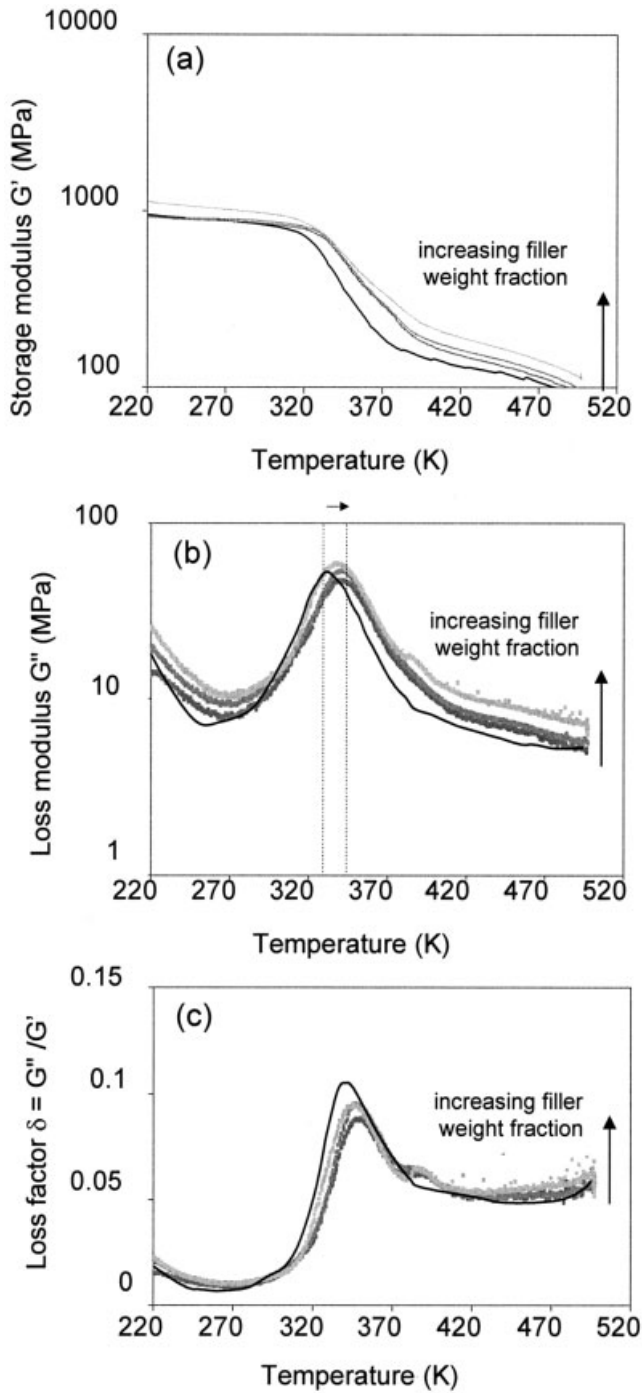 10000
(a)
1000
increasing filler
weight fraction
100
220 270 320 370 420 470 520
Storage modulus G' (MPa)
Temperature (K)
100
(b)
increasing filler
weight fraction
10
1
220 270 320 370 420 470 520
Loss modulus G" (MPa)
Temperature (K)
0.15
(c)
0.1
increasing filler
weight fraction
0.05
0
220 270 320 370 420 470 520
Loss factor δ = G" /G'
Temperature (K)